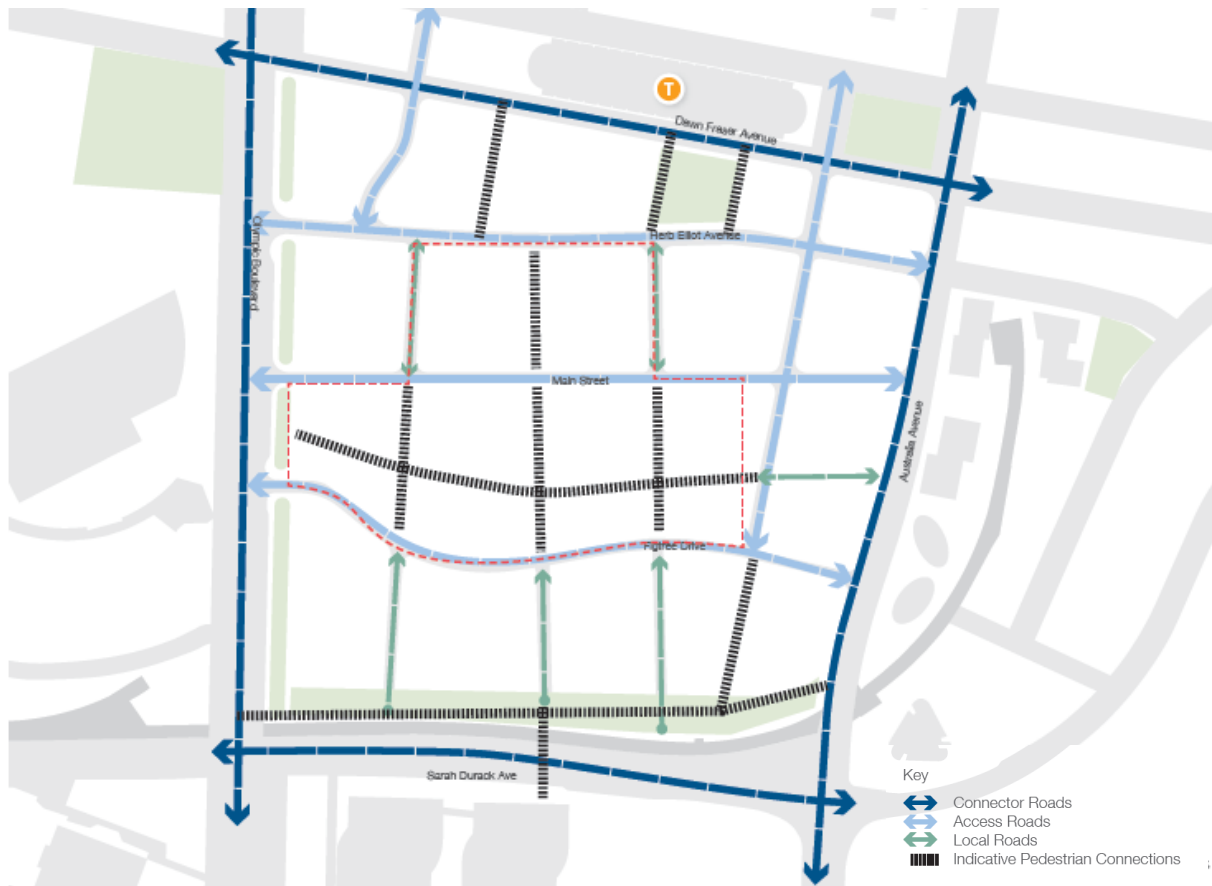 T
Dawn Fraser Avenue
Olympic Boulevard
Herb Elliot Avenue
Main Street
Australia Avenue
Figtree Drive
Sarah Durack Ave
Key
Connector Roads
Access Roads
Local Roads
Indicative Pedestrian Connections